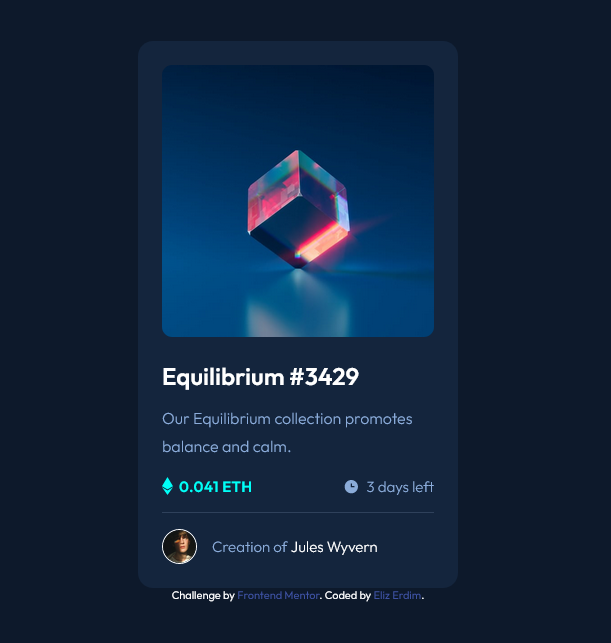 Equilibrium #3429
Our Equilibrium collection promotes
balance and calm.
0.041 ETH
3 days left
Creation of Jules Wyvern
Challenge by Frontend Mentor. Coded by Eliz Erdim.